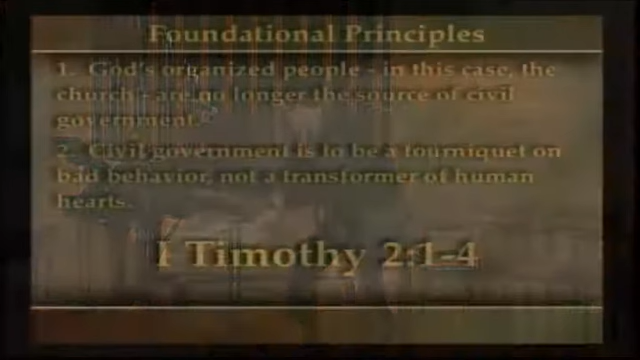 Foundational Principles
1. God's organized people - in this case, the
church - are no longer the source of civil
government.
2. Civil government is to be a tourniquet on
bad behavior, not a transformer of human
hearts.
I Timothy 2:1-4